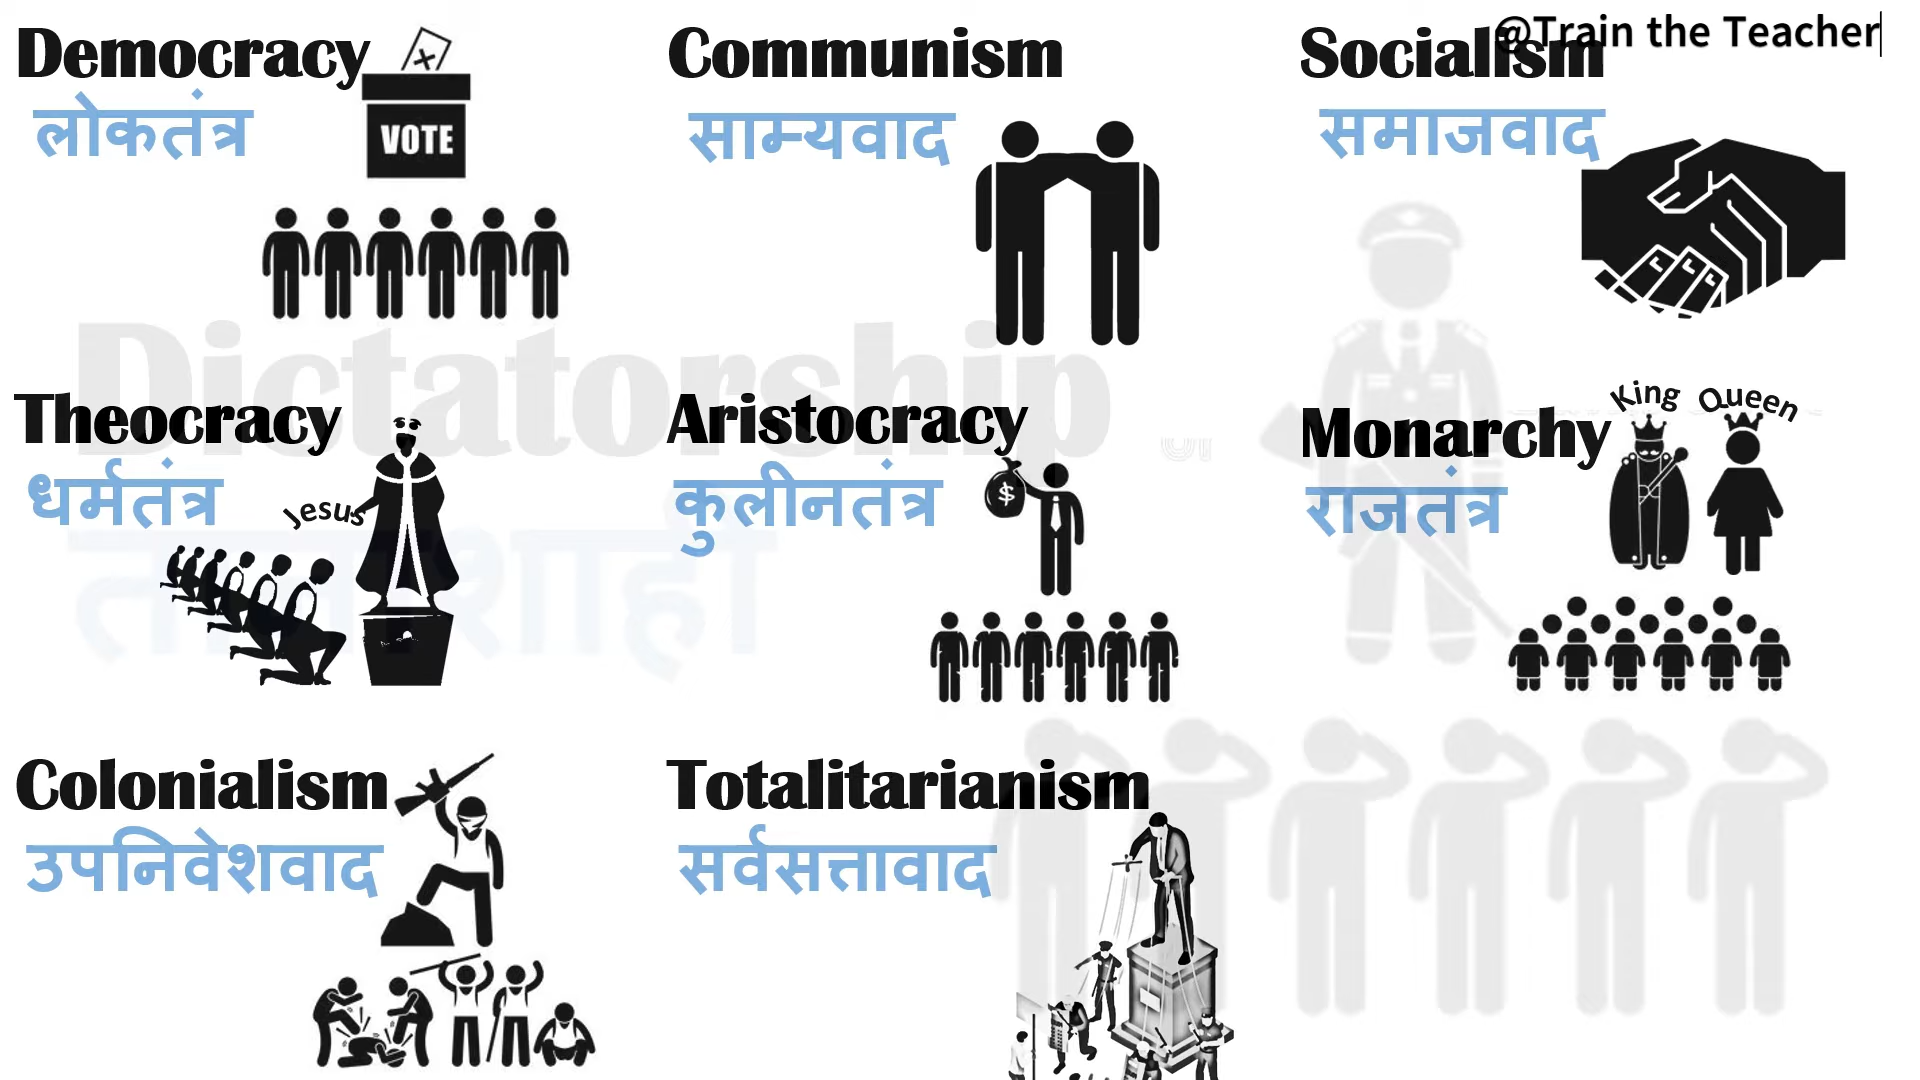 @Train the Teacher
Democracy
लोकतंत्र
VOTE
Communism
साम्यवाद
Socialism
समाजवाद
Dictatorship
तानाशाही
Theocracy
धर्मतंत्र
Jesus
Aristocracy
कुलीनतंत्र
$
Monarchy
राजतंत्र
King Queen
Colonialism
उपनिवेशवाद
Totalitarianism
सर्वसत्तावाद